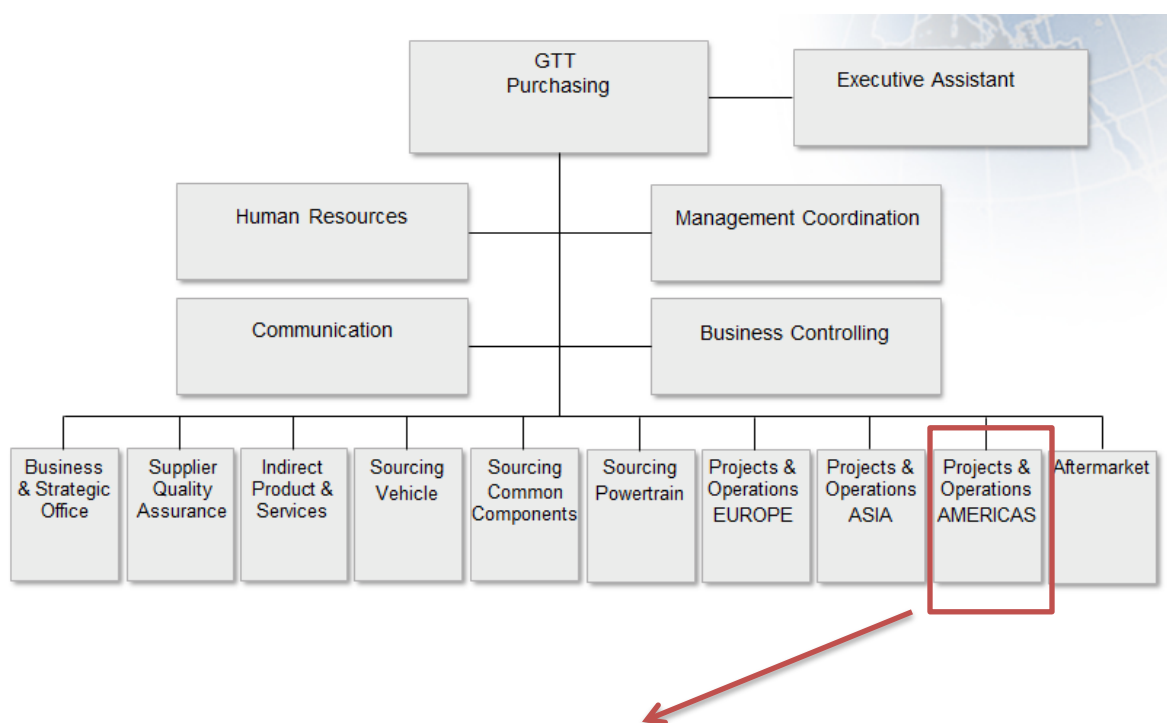 GTT
Purchasing
Executive Assistant
Human Resources
Management Coordination
Communication
Business Controlling
Business
& Strategic
Office
Supplier
Quality
Assurance
Indirect
Product &
Services
Sourcing
Vehicle
Sourcing
Common
Components
Sourcing
Powertrain
Projects &
Operations
EUROPE
Projects &
Operations
ASIA
Projects &
Operations
AMERICAS
Aftermarket